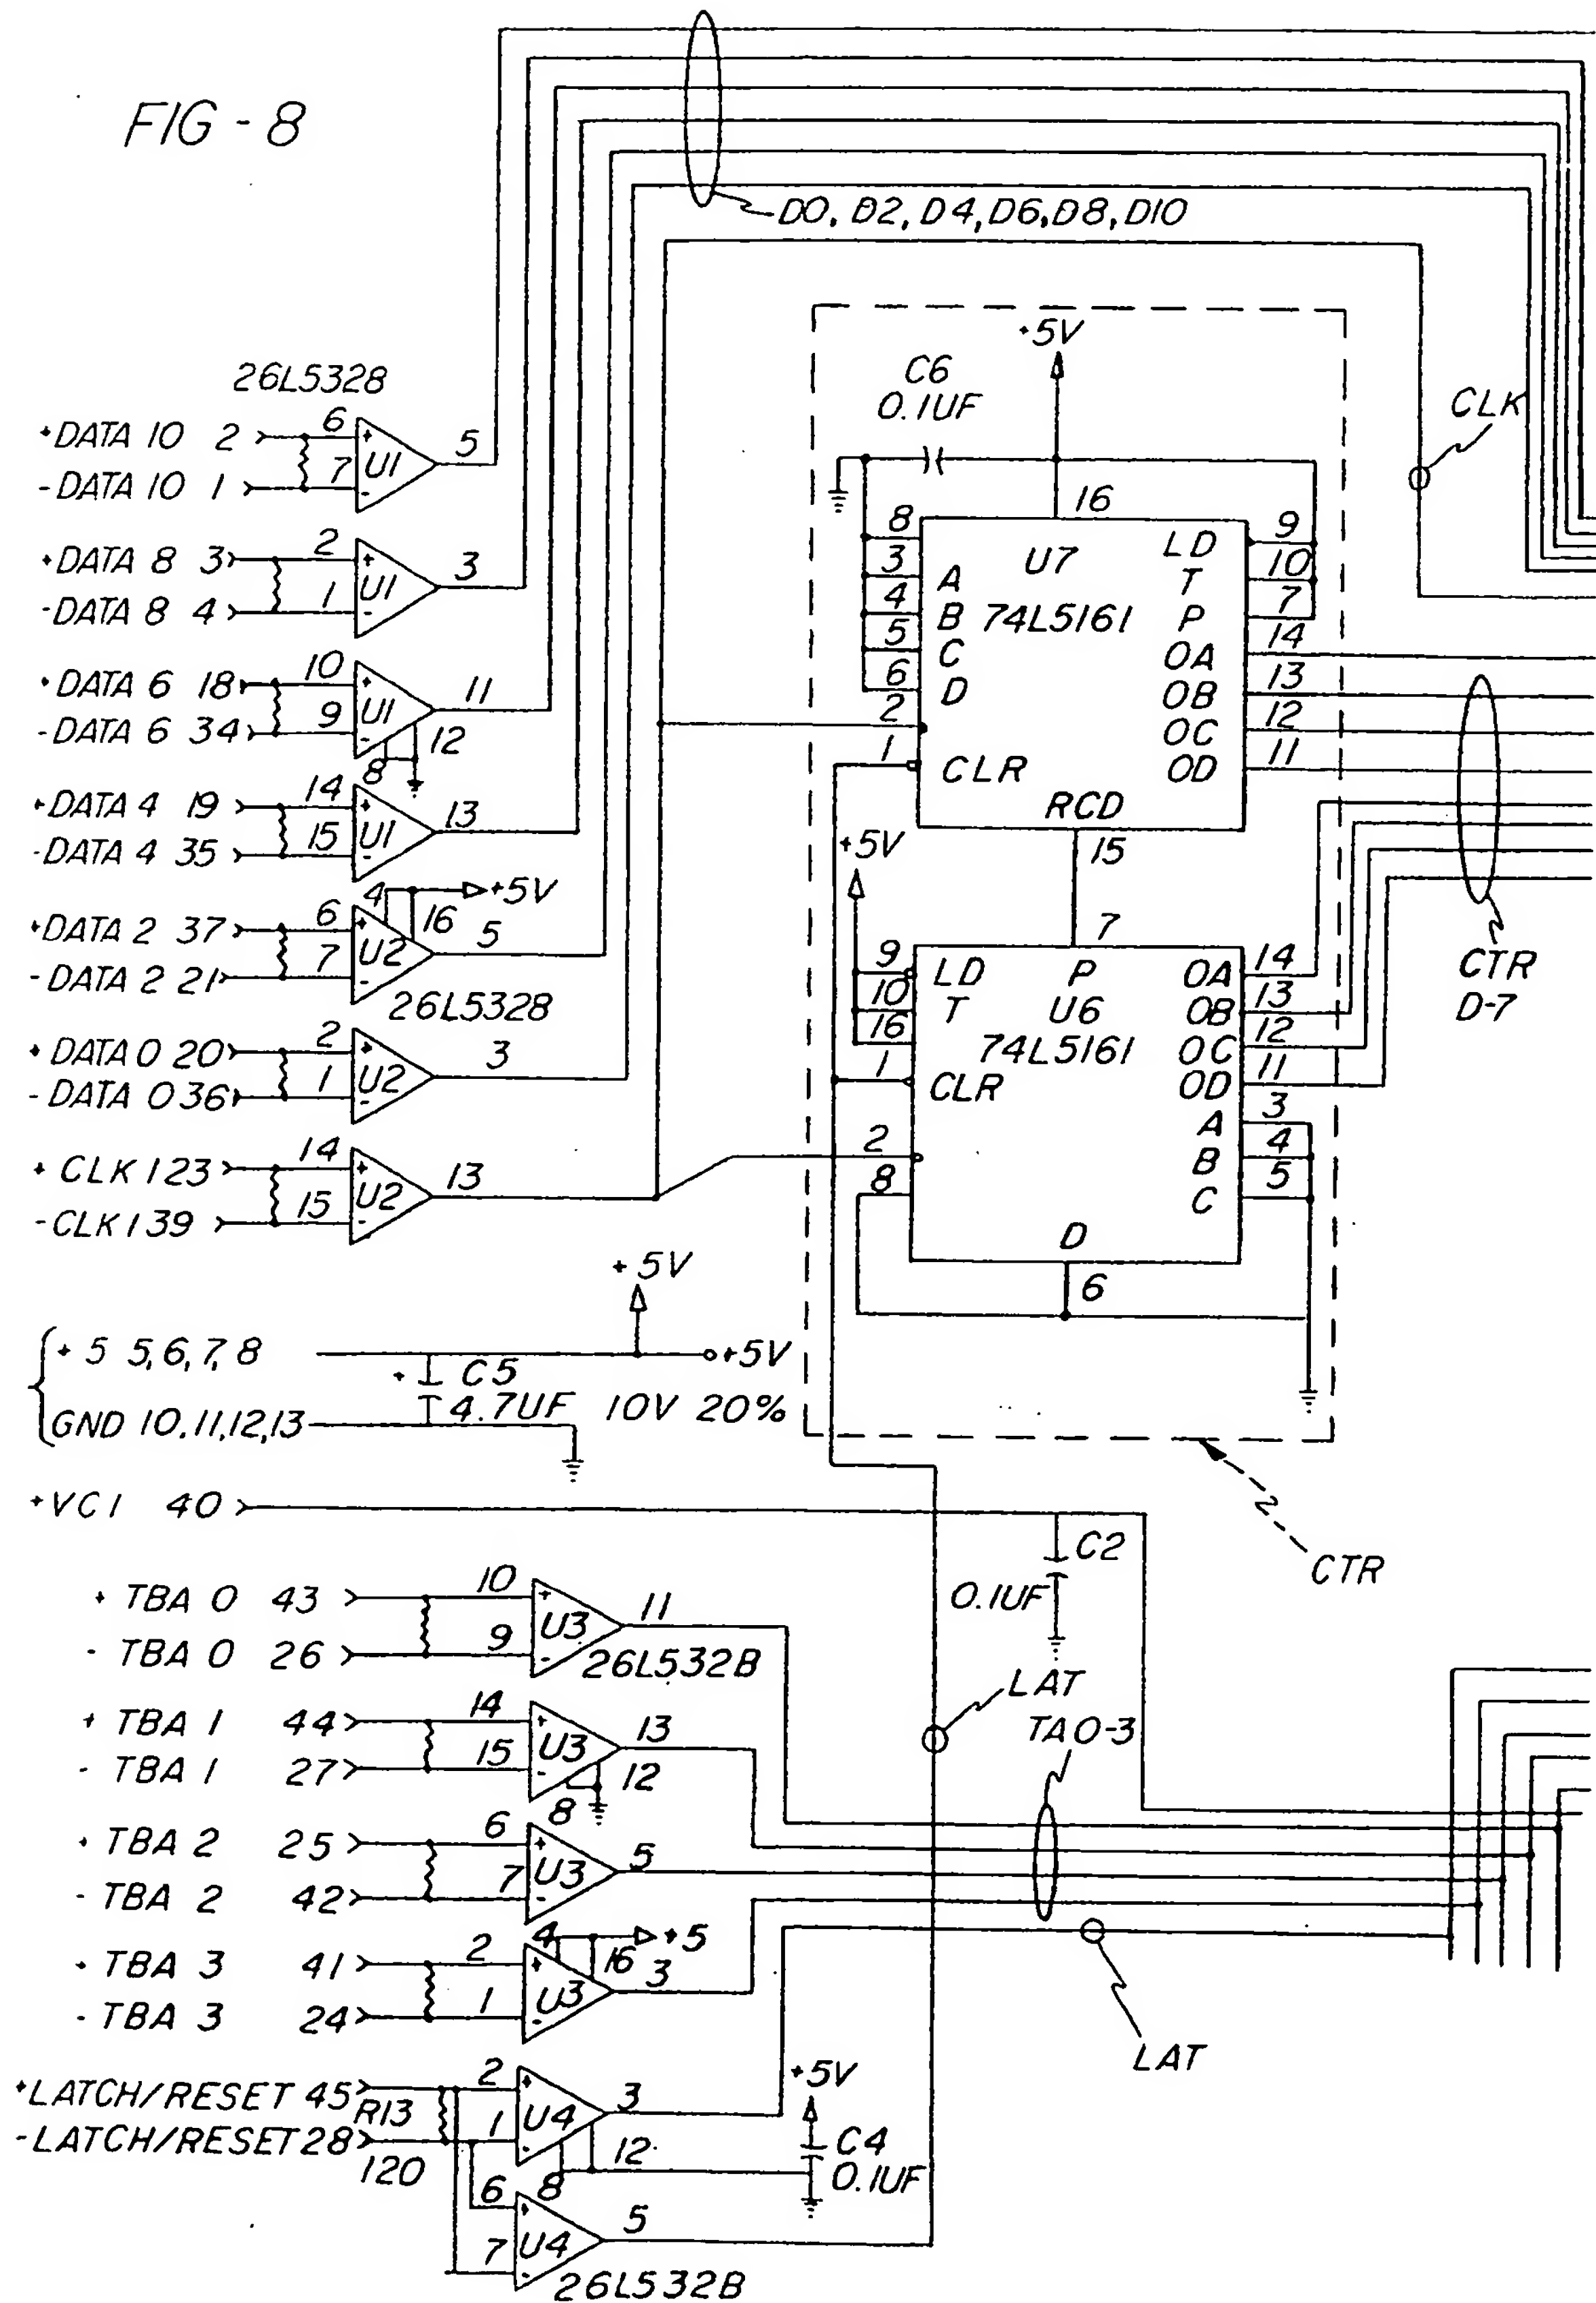 FIG-8
D0, D2, D4, D6, D8, D10
+5V
C6
0.1UF
CLK
26L5328
+DATA 10 2
6
5
-DATA 10 1
7
U1
+
-
+DATA 8 3
2
3
-DATA 8 4
1
U1
+
-
+DATA 6 18
10
11
-DATA 6 34
9
U1
+
-
12
8
+DATA 4 19
14
13
-DATA 4 35
15
U1
+
-
4
+5V
16
+DATA 2 37
6
5
-DATA 2 21
7
U2
+
-
26L5328
+DATA 0 20
2
3
-DATA 0 36
1
U2
+
-
+ CLK 1 23
14
13
-CLK 1 39
15
U2
+
-
16
8
U7
LD
9
3
A
T
10
4
B
74L5161
P
7
5
C
OA
14
6
D
OB
13
2
OC
12
1
CLR
OD
11
RCD
15
+5V
7
9
LD
P
OA
14
10
T
U6
OB
13
16
74L5161
OC
12
1
CLR
OD
11
A
3
2
B
4
8
C
5
D
6
CTR
D-7
+5V
+ 5 5,6,7,8
+5V
+
C5
4.7UF 10V 20%
GND 10,11,12,13
+VC1 40
C2
0.1UF
CTR
+ TBA 0 43
10
11
- TBA 0 26
9
U3
+
-
26L532B
+ TBA 1 44
14
13
- TBA 1 27
15
U3
+
-
12
8
LAT
TA0-3
+ TBA 2 25
6
5
- TBA 2 42
7
U3
+
-
4
+5
16
+ TBA 3 41
2
3
- TBA 3 24
1
U3
+
-
LAT
+LATCH/RESET 45
R13
2
3
-LATCH/RESET 28
120
1
U4
+
-
12
8
+5V
C4
0.1UF
6
5
7
U4
+
-
26L532B